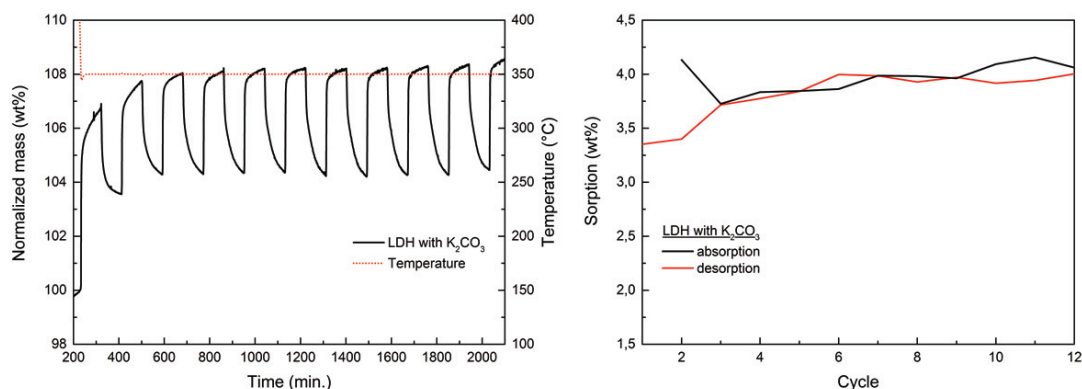 110
108
106
104
102
100
98
Normalized mass (wt%)
400
350
300
250
200
150
100
Temperature (°C)
LDH with K₂CO₃
Temperature
200 400 600 800 1000 1200 1400 1600 1800 2000
Time (min.)
4,5
4,0
3,5
3,0
2,5
2,0
1,5
Sorption (wt%)
LDH with K₂CO₃
absorption
desorption
2 4 6 8 10 12
Cycle